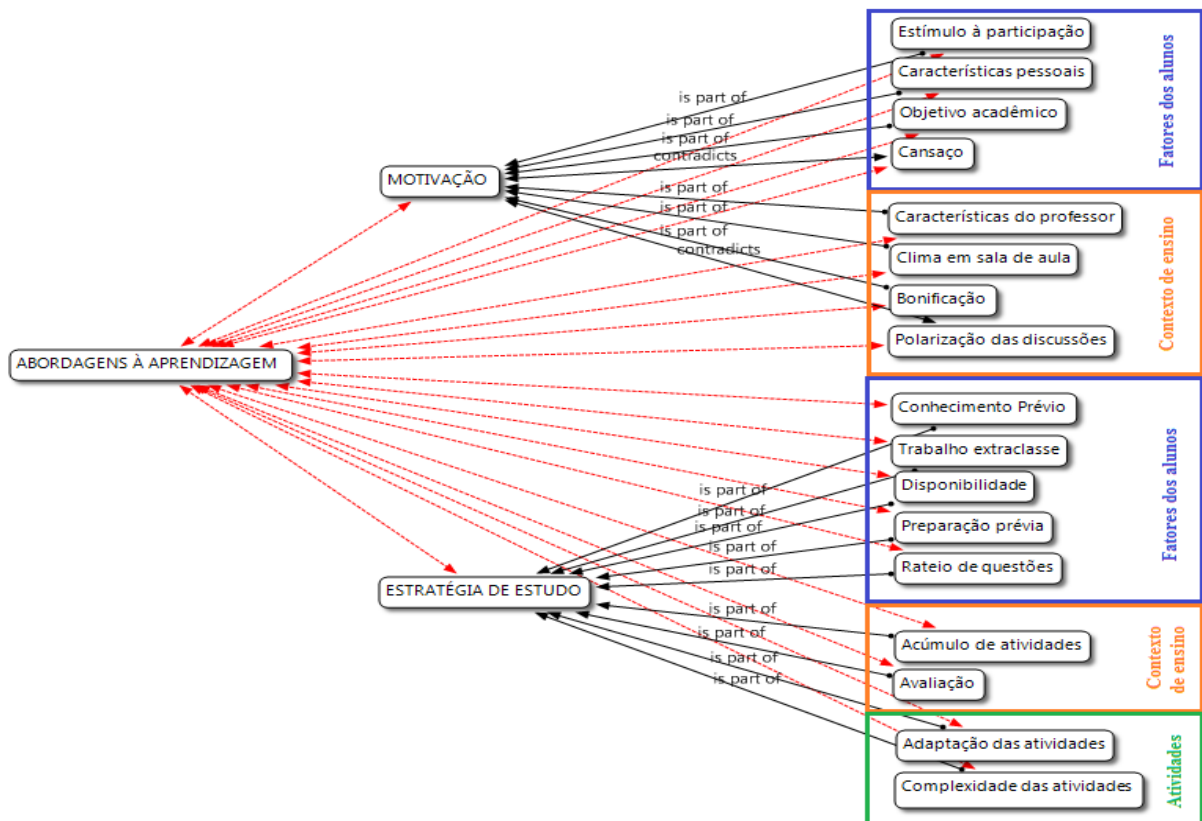 Estímulo à participação
Características pessoais
Objetivo acadêmico
Cansaço
Fatores dos alunos
is part of
is part of
is part of
contradicts
MOTIVAÇÃO
is part of
is part of
is part of
contradicts
Características do professor
Clima em sala de aula
Bonificação
Polarização das discussões
Contexto de ensino
ABORDAGENS À APRENDIZAGEM
Conhecimento Prévio
Trabalho extraclasse
Disponibilidade
Preparação prévia
Rateio de questões
Fatores dos alunos
is part of
is part of
is part of
is part of
is part of
ESTRATÉGIA DE ESTUDO
is part of
is part of
is part of
is part of
Acúmulo de atividades
Avaliação
Contexto
de ensino
Adaptação das atividades
Complexidade das atividades
Atividades